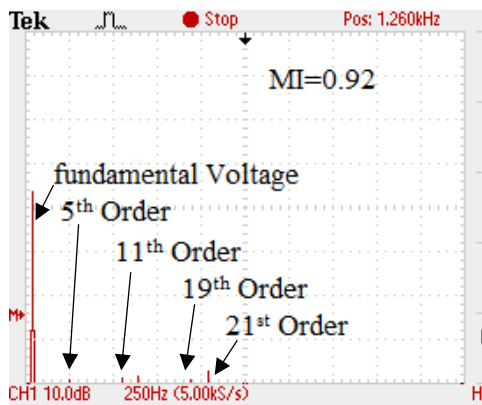 Tek Stop Pos: 1.260kHz
MI=0.92
fundamental Voltage
5th Order
11th Order
19th Order
21st Order
M
CH1 10.0dB 250Hz (5.00kS/s) H